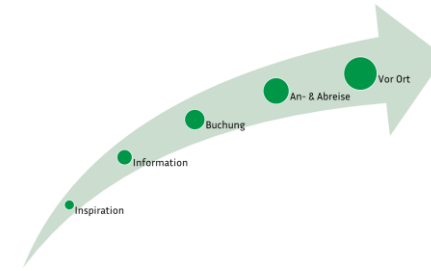 Vor Ort
An- & Abreise
Buchung
Information
Inspiration